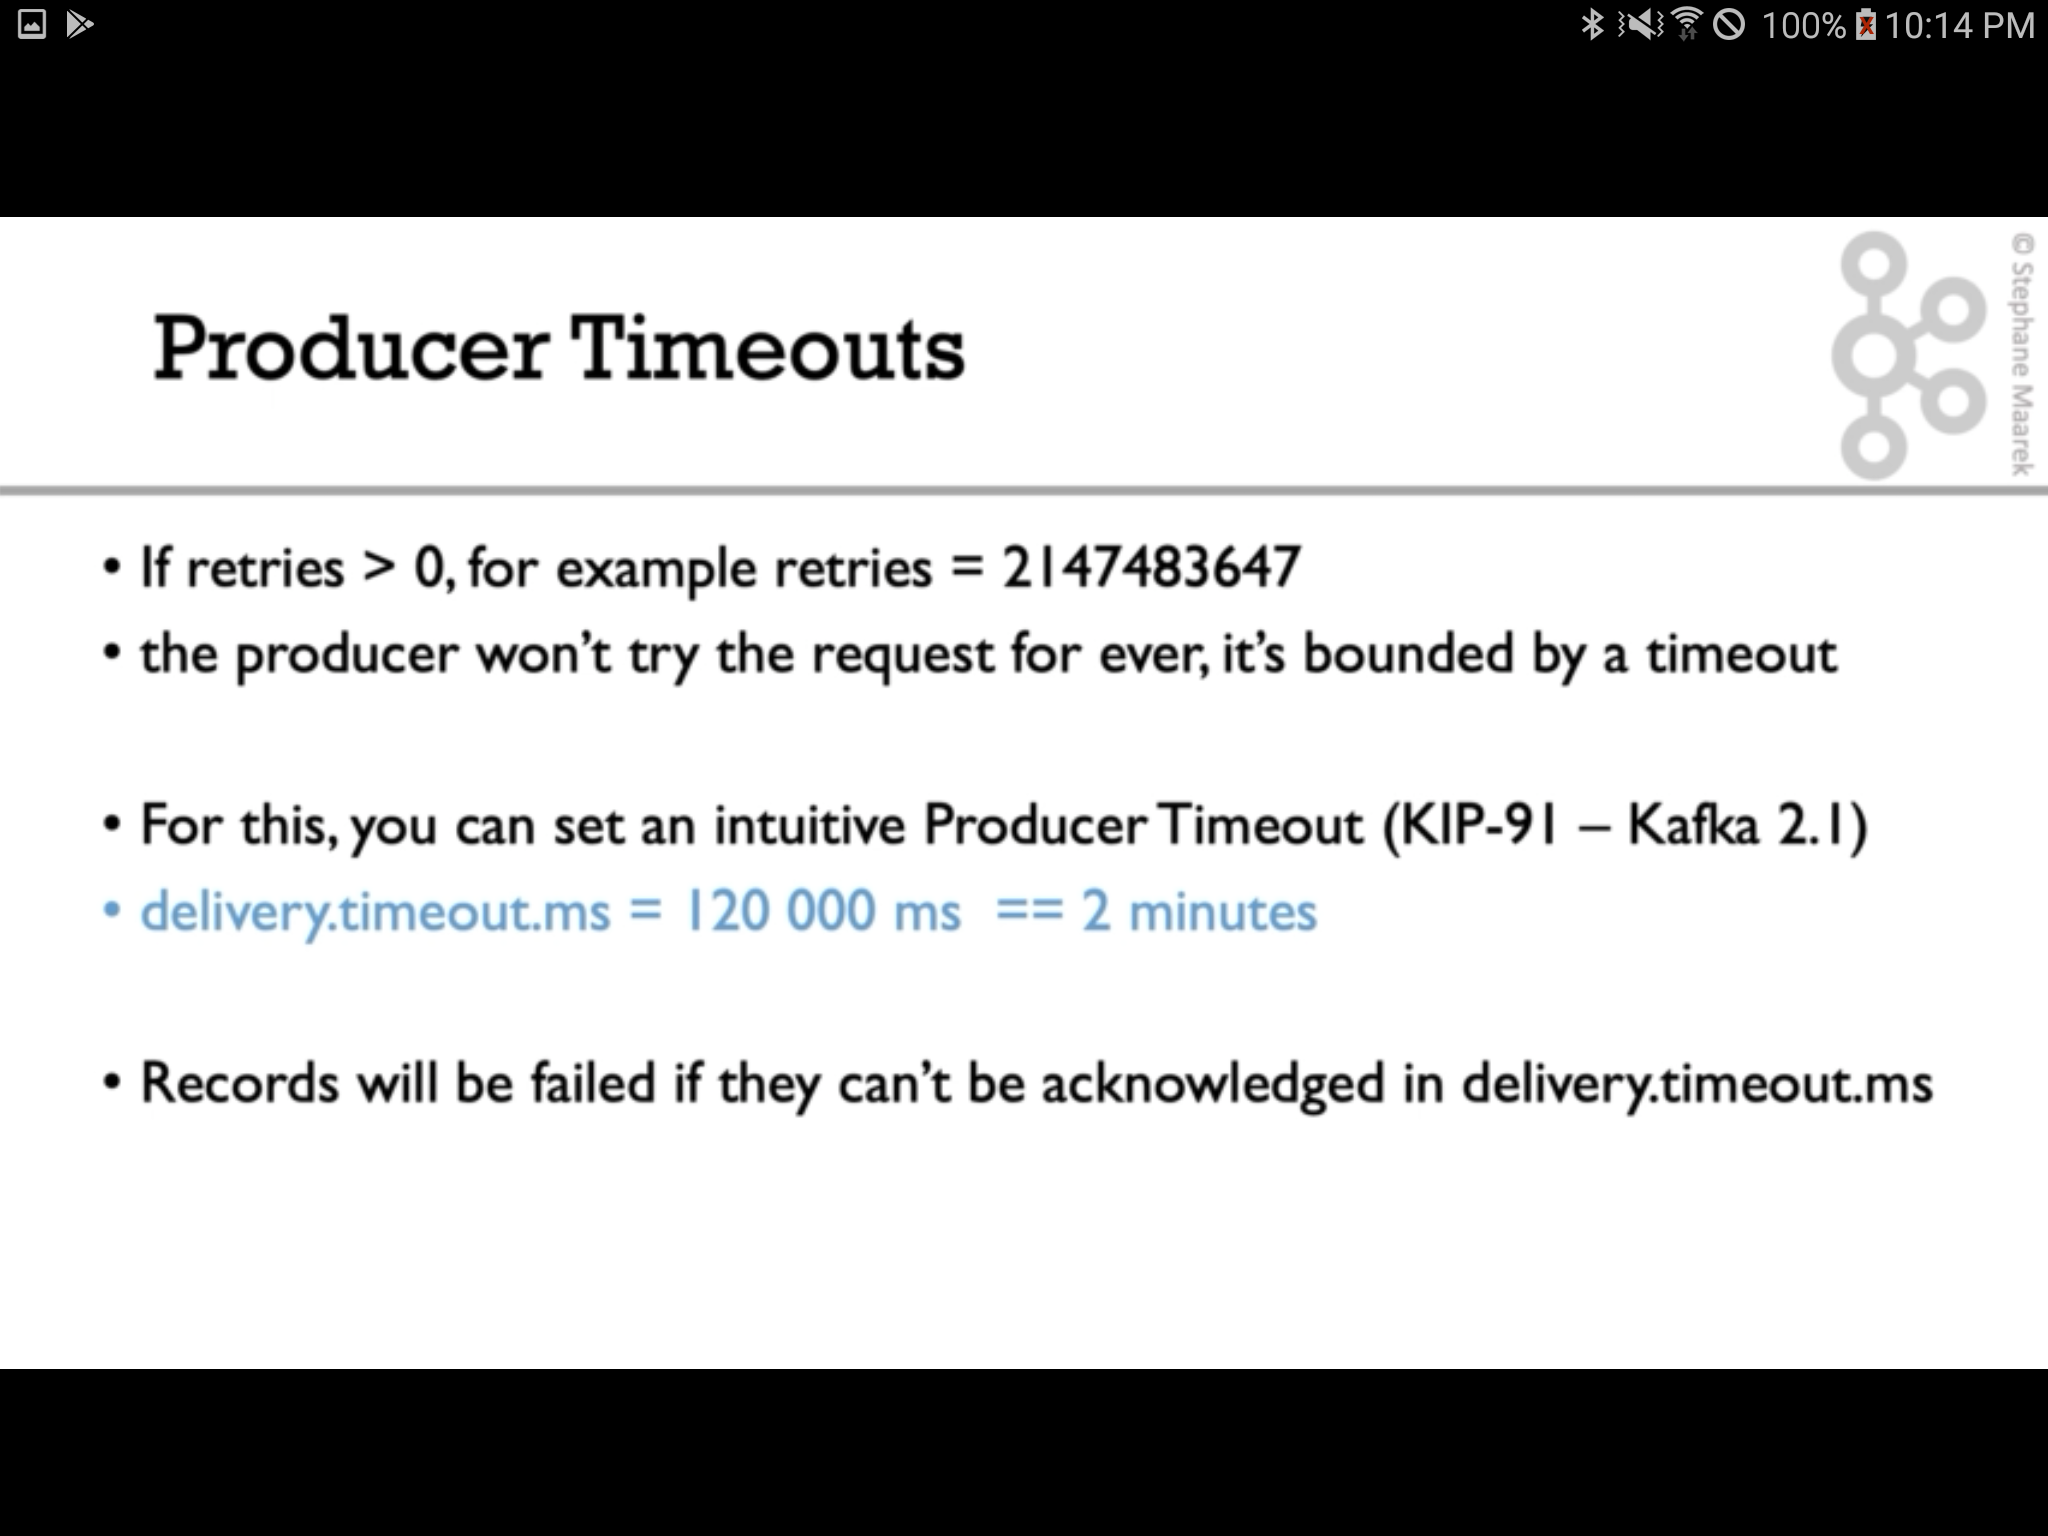 100% 10:14 PM
Producer Timeouts
© Stephane Maarek
• If retries > 0, for example retries = 2147483647
• the producer won’t try the request for ever, it’s bounded by a timeout
• For this, you can set an intuitive Producer Timeout (KIP-91 – Kafka 2.1)
• delivery.timeout.ms = 120 000 ms == 2 minutes
• Records will be failed if they can’t be acknowledged in delivery.timeout.ms